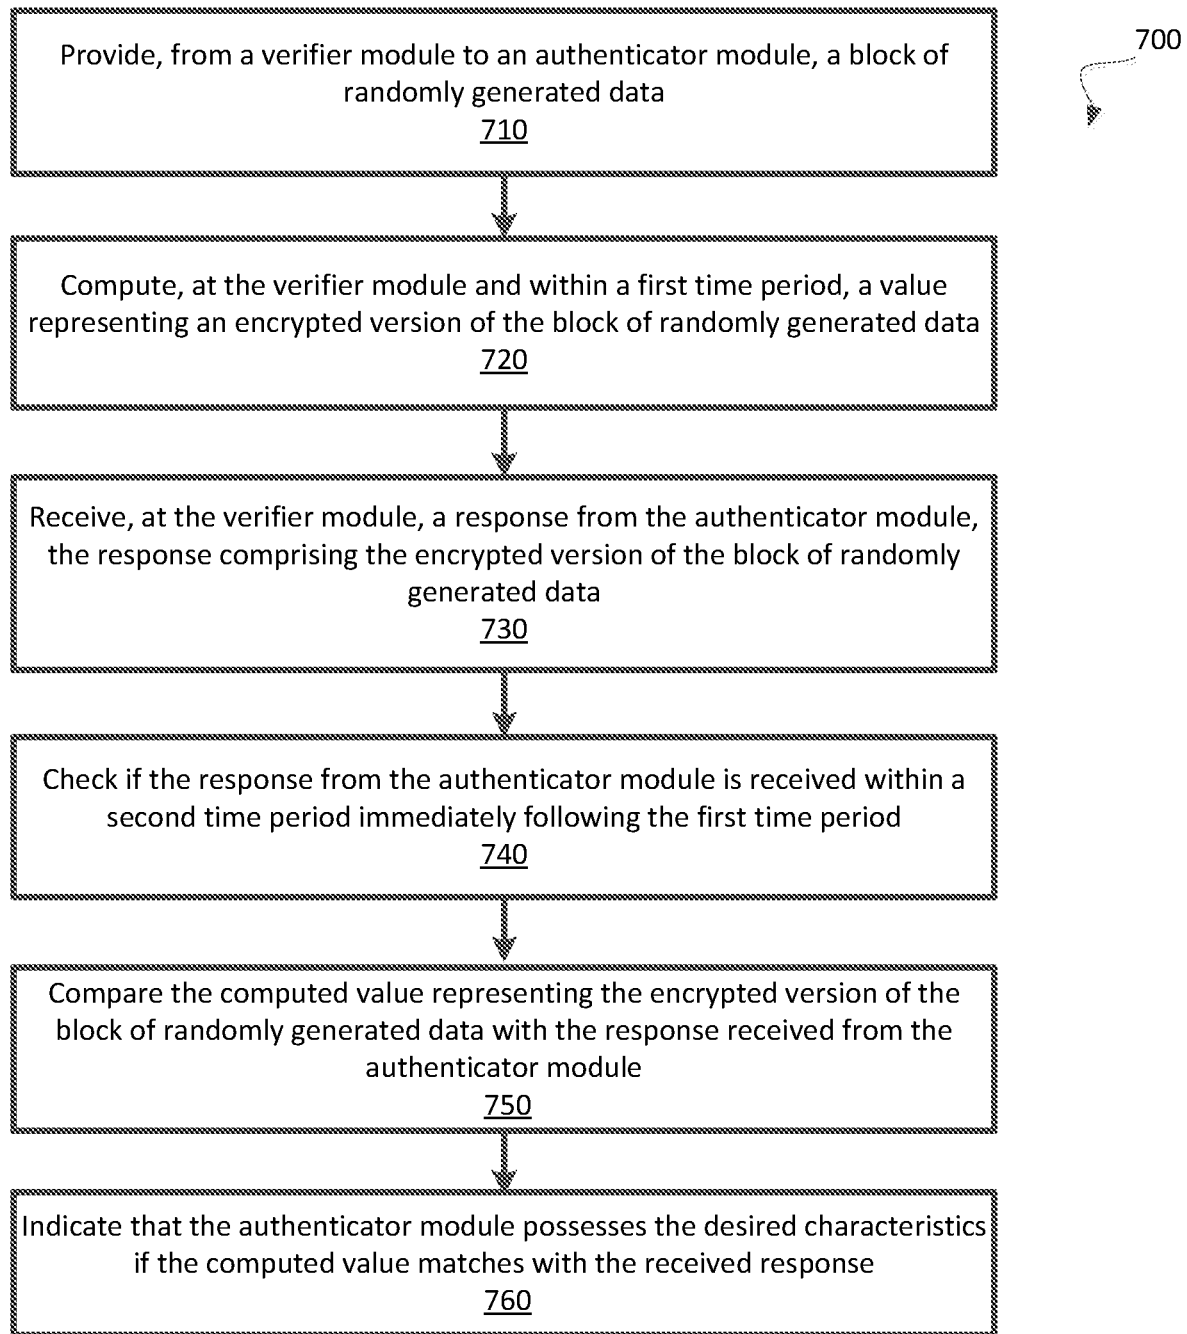 700
Provide, from a verifier module to an authenticator module, a block of
randomly generated data
710
Compute, at the verifier module and within a first time period, a value
representing an encrypted version of the block of randomly generated data
720
Receive, at the verifier module, a response from the authenticator module,
the response comprising the encrypted version of the block of randomly
generated data
730
Check if the response from the authenticator module is received within a
second time period immediately following the first time period
740
Compare the computed value representing the encrypted version of the
block of randomly generated data with the response received from the
authenticator module
750
Indicate that the authenticator module possesses the desired characteristics
if the computed value matches with the received response
760